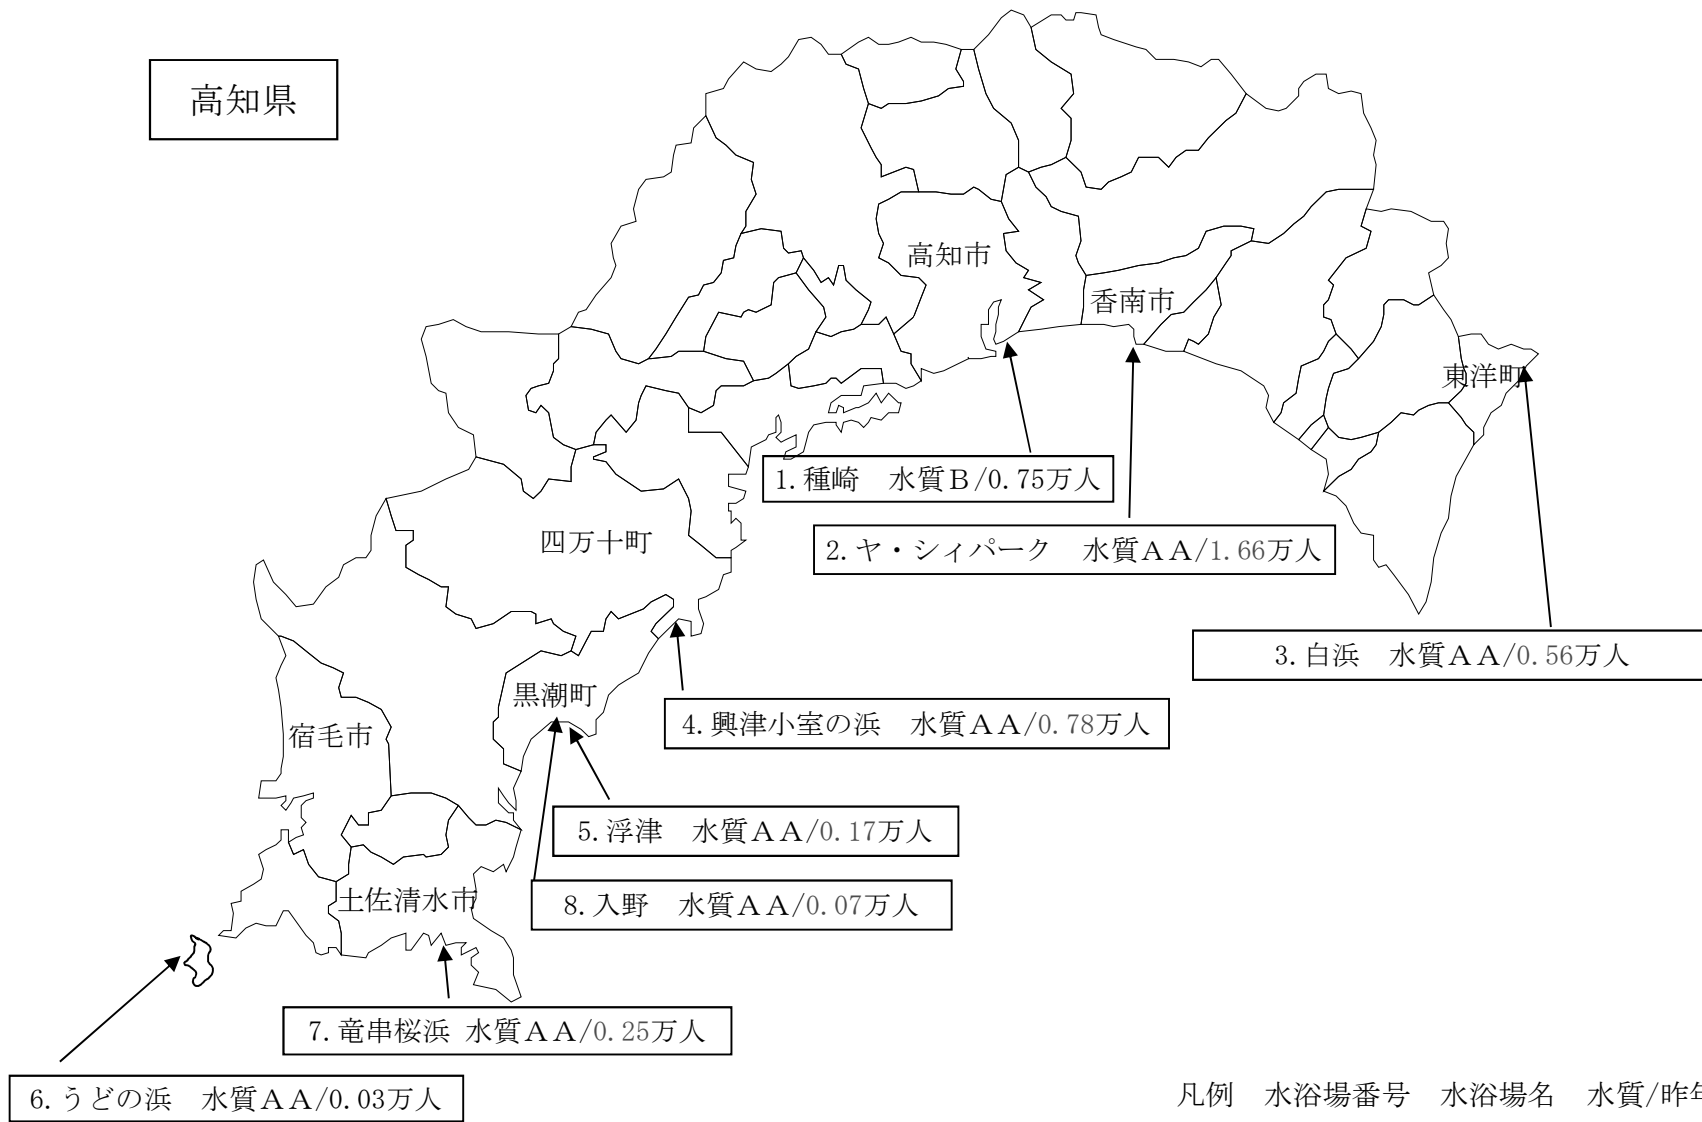 高知県
高知市
香南市
東洋町
1.種崎　水質Ｂ/0.75万人
2.ヤ・シィパーク　水質ＡＡ/1.66万人
四万十町
3.白浜　水質ＡＡ/0.56万人
黒潮町
4.興津小室の浜　水質ＡＡ/0.78万人
宿毛市
5.浮津　水質ＡＡ/0.17万人
土佐清水市
8.入野　水質ＡＡ/0.07万人
7.竜串桜浜 水質ＡＡ/0.25万人
6.うどの浜　水質ＡＡ/0.03万人
凡例　水浴場番号　水浴場名　水質/昨年